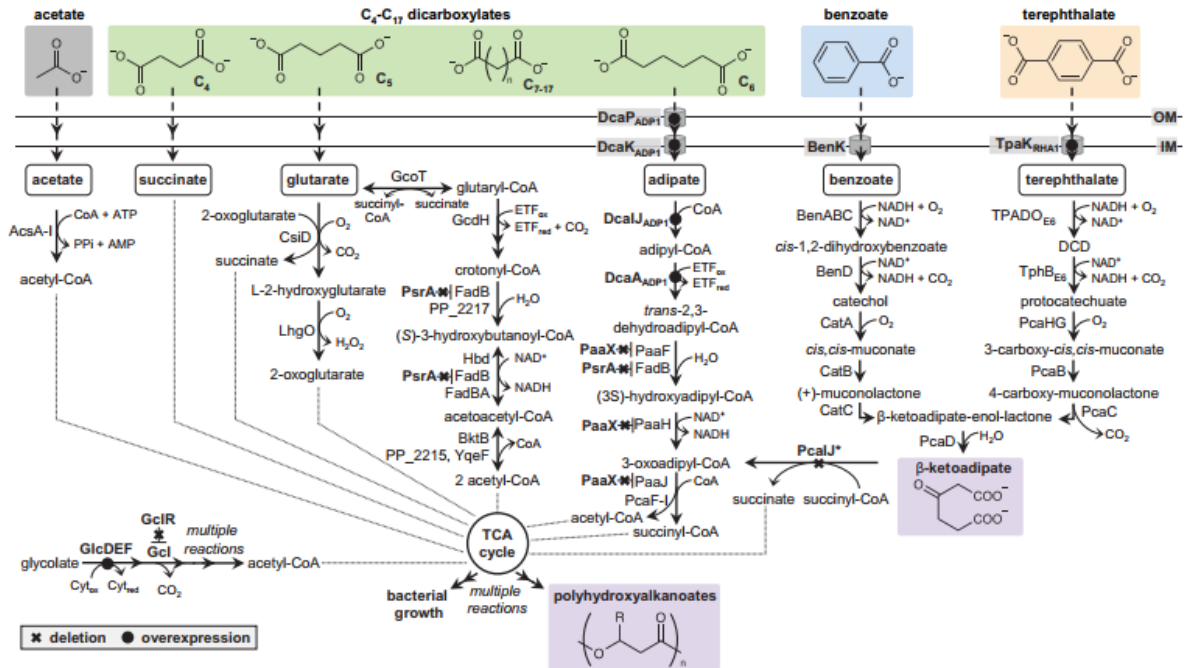 acetate
C4-C17 dicarboxylates
benzoate
terephthalate
O
O−
−O
O
O
O−
C4
−O
O
O
O−
C5
−O
O
n
O
O−
C7-17
−O
O
O
O−
C6
O
O−
−O
O
O
O−
DcaPADP1
OM
DcaKADP1
BenK
TpaKRHA1
IM
acetate
succinate
glutarate
GcoT
succinyl-CoA
succinate
glutaryl-CoA
adipate
benzoate
terephthalate
AcsA-I
CoA + ATP
PPi + AMP
acetyl-CoA
2-oxoglutarate
O2
CsiD
CO2
succinate
L-2-hydroxyglutarate
LhgO
O2
H2O2
2-oxoglutarate
GcdH
ETFox
ETFred + CO2
crotonyl-CoA
PsrA
FadB
PP_2217
H2O
(S)-3-hydroxybutanoyl-CoA
Hbd
PsrA
FadB
FadBA
NAD+
NADH
acetoacetyl-CoA
BktB
PP_2215, YqeF
CoA
2 acetyl-CoA
DcaIJADP1
CoA
adipyl-CoA
DcaAADP1
ETFox
ETFred
trans-2,3-
dehydroadipyl-CoA
PaaX
PaaF
PsrA
FadB
H2O
(3S)-hydroxyadipyl-CoA
PaaX
PaaH
NAD+
NADH
3-oxoadipyl-CoA
PaaX
PaaJ
PcaF-I
CoA
acetyl-CoA
succinyl-CoA
BenABC
NADH + O2
NAD+
cis-1,2-dihydroxybenzoate
BenD
NAD+
NADH + CO2
catechol
CatA
O2
cis,cis-muconate
CatB
(+)-muconolactone
CatC
TPADOE6
NADH + O2
NAD+
DCD
TphBE6
NAD+
NADH + CO2
protocatechuate
PcaHG
O2
3-carboxy-cis,cis-muconate
PcaB
4-carboxy-muconolactone
PcaC
CO2
β-ketoadipate-enol-lactone
PcaD
H2O
β-ketoadipate
O
COO−
COO−
PcaIJ*
succinate
succinyl-CoA
TCA
cycle
GclR
GlcDEF
Gcl
multiple
reactions
glycolate
Cytox
Cytred
CO2
acetyl-CoA
bacterial
growth
multiple
reactions
polyhydroxyalkanoates
R
O
O
n
deletion
overexpression